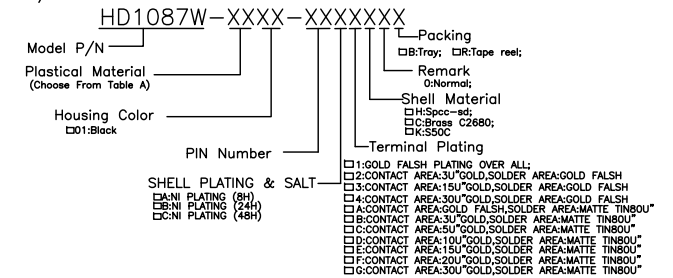 HD1087W-XXXX-XXXXXXX
Packing
□B:Tray; □R:Tape reel;
Model P/N
Plastical Material
(Choose From Table A)
Remark
0:Normal;
Shell Material
□H:Spcc-sd;
□C:Brass C2680;
□K:S50C
Housing Color
□01:Black
PIN Number
Terminal Plating
□1:GOLD FALSH PLATING OVER ALL;
□2:CONTACT AREA:3U"GOLD,SOLDER AREA:GOLD FALSH
□3:CONTACT AREA:15U"GOLD,SOLDER AREA:GOLD FALSH
□4:CONTACT AREA:30U"GOLD,SOLDER AREA:GOLD FALSH
□A:CONTACT AREA:GOLD FALSH,SOLDER AREA:MATTE TIN80U"
□B:CONTACT AREA:3U"GOLD,SOLDER AREA:MATTE TIN80U"
□C:CONTACT AREA:5U"GOLD,SOLDER AREA:MATTE TIN80U"
□D:CONTACT AREA:10U"GOLD,SOLDER AREA:MATTE TIN80U"
□E:CONTACT AREA:15U"GOLD,SOLDER AREA:MATTE TIN80U"
□F:CONTACT AREA:20U"GOLD,SOLDER AREA:MATTE TIN80U"
□G:CONTACT AREA:30U"GOLD,SOLDER AREA:MATTE TIN80U"
SHELL PLATING & SALT
□A:NI PLATING (8H)
□B:NI PLATING (24H)
□C:NI PLATING (48H)